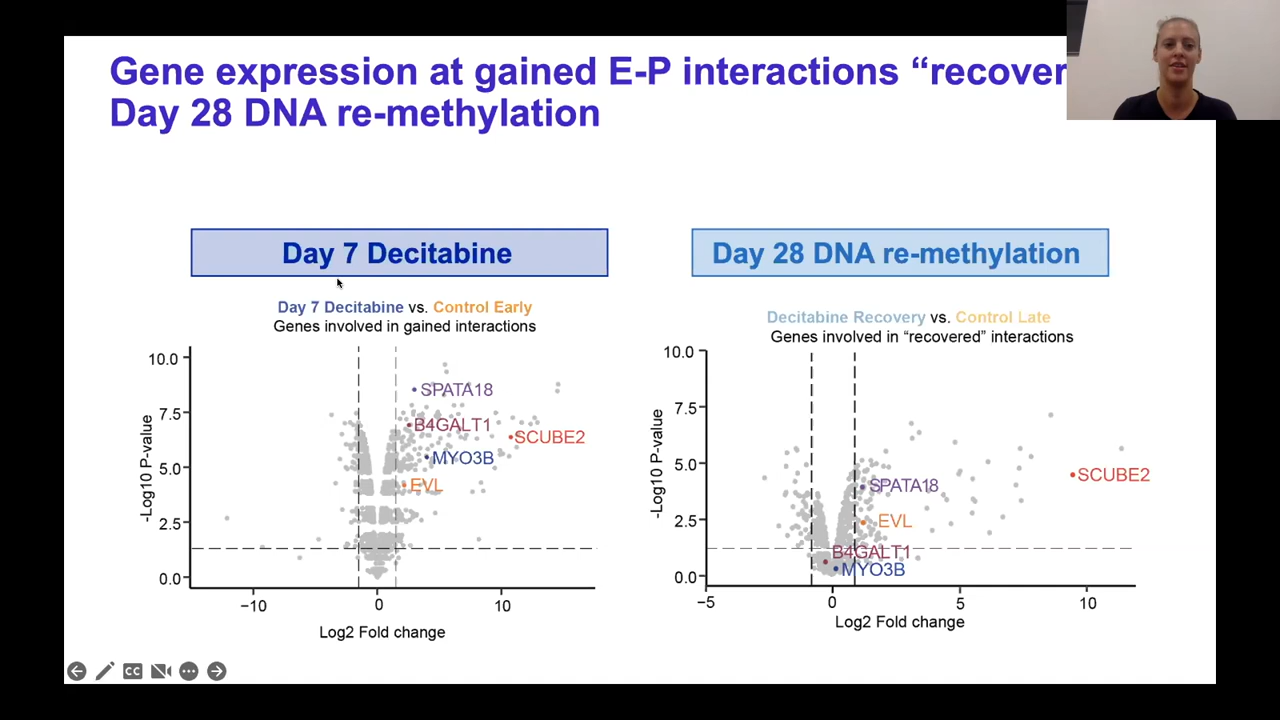 Gene expression at gained E-P interactions “recover
Day 28 DNA re-methylation
Day 7 Decitabine
Day 7 Decitabine vs. Control Early
Genes involved in gained interactions
10.0
7.5
5.0
2.5
0.0
-Log10 P-value
SPATA18
B4GALT1
SCUBE2
MYO3B
EVL
−10
0
10
Log2 Fold change
Day 28 DNA re-methylation
Decitabine Recovery vs. Control Late
Genes involved in “recovered” interactions
10.0
7.5
5.0
2.5
0.0
-Log10 P-value
SCUBE2
SPATA18
EVL
B4GALT1
MYO3B
−5
0
5
10
Log2 Fold change
CC